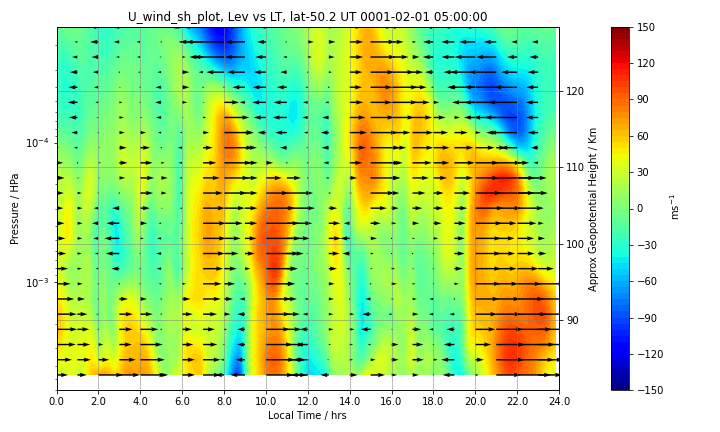 U_wind_sh_plot, Lev vs LT, lat-50.2 UT 0001-02-01 05:00:00
Pressure / HPa
10⁻⁴
10⁻³
0.0 2.0 4.0 6.0 8.0 10.0 12.0 14.0 16.0 18.0 20.0 22.0 24.0
Local Time / hrs
120
110
100
90
Approx Geopotential Height / Km
150
120
90
60
30
0
−30
−60
−90
−120
−150
ms⁻¹